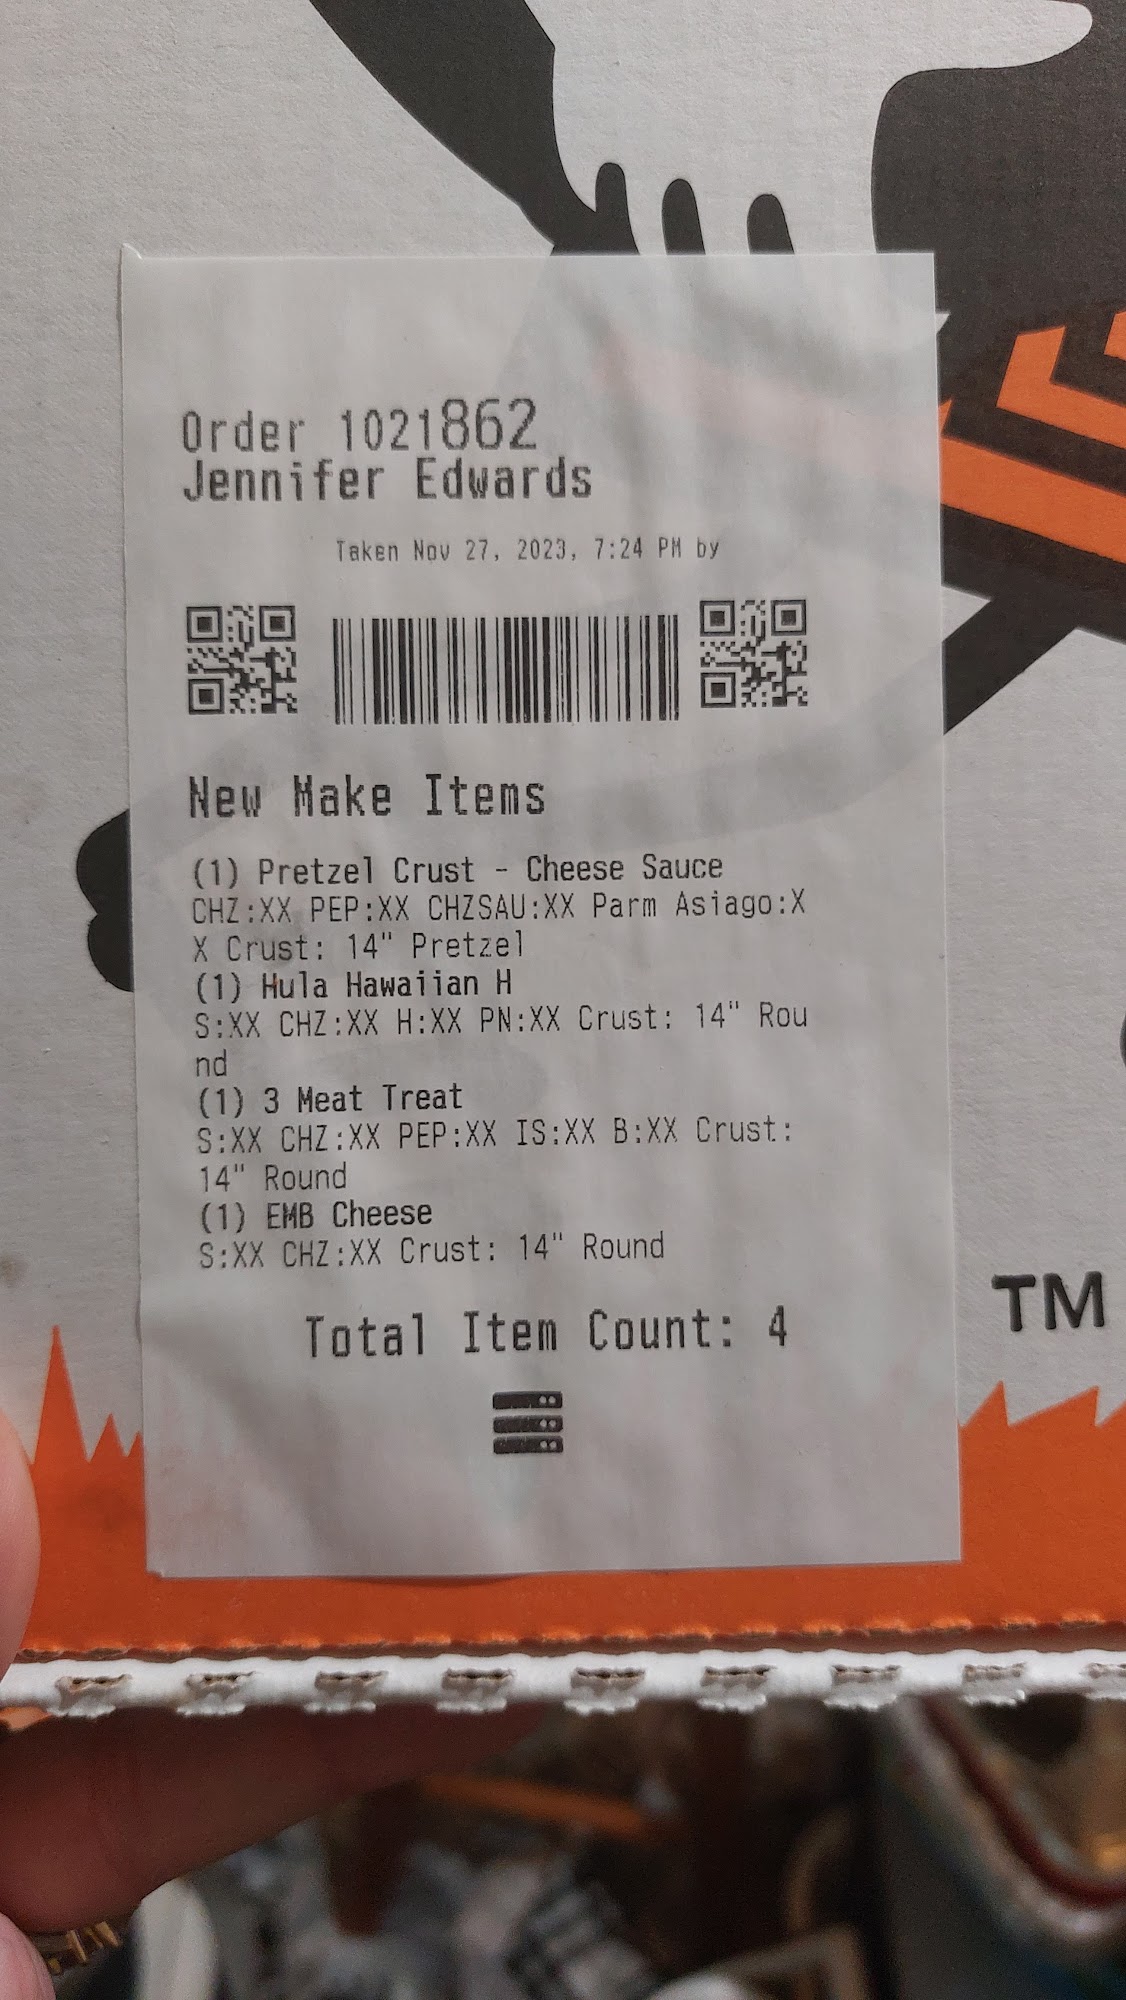 Order 1021862
Jennifer Edwards
Taken Nov 27, 2023, 7:24 PM by
New Make Items
(1) Pretzel Crust - Cheese Sauce
CHZ:XX PEP:XX CHZSAU:XX Parm Asiago:X
X Crust: 14" Pretzel
(1) Hula Hawaiian H
S:XX CHZ:XX H:XX PN:XX Crust: 14" Rou
nd
(1) 3 Meat Treat
S:XX CHZ:XX PEP:XX IS:XX B:XX Crust:
14" Round
(1) EMB Cheese
S:XX CHZ:XX Crust: 14" Round
Total Item Count: 4
TM